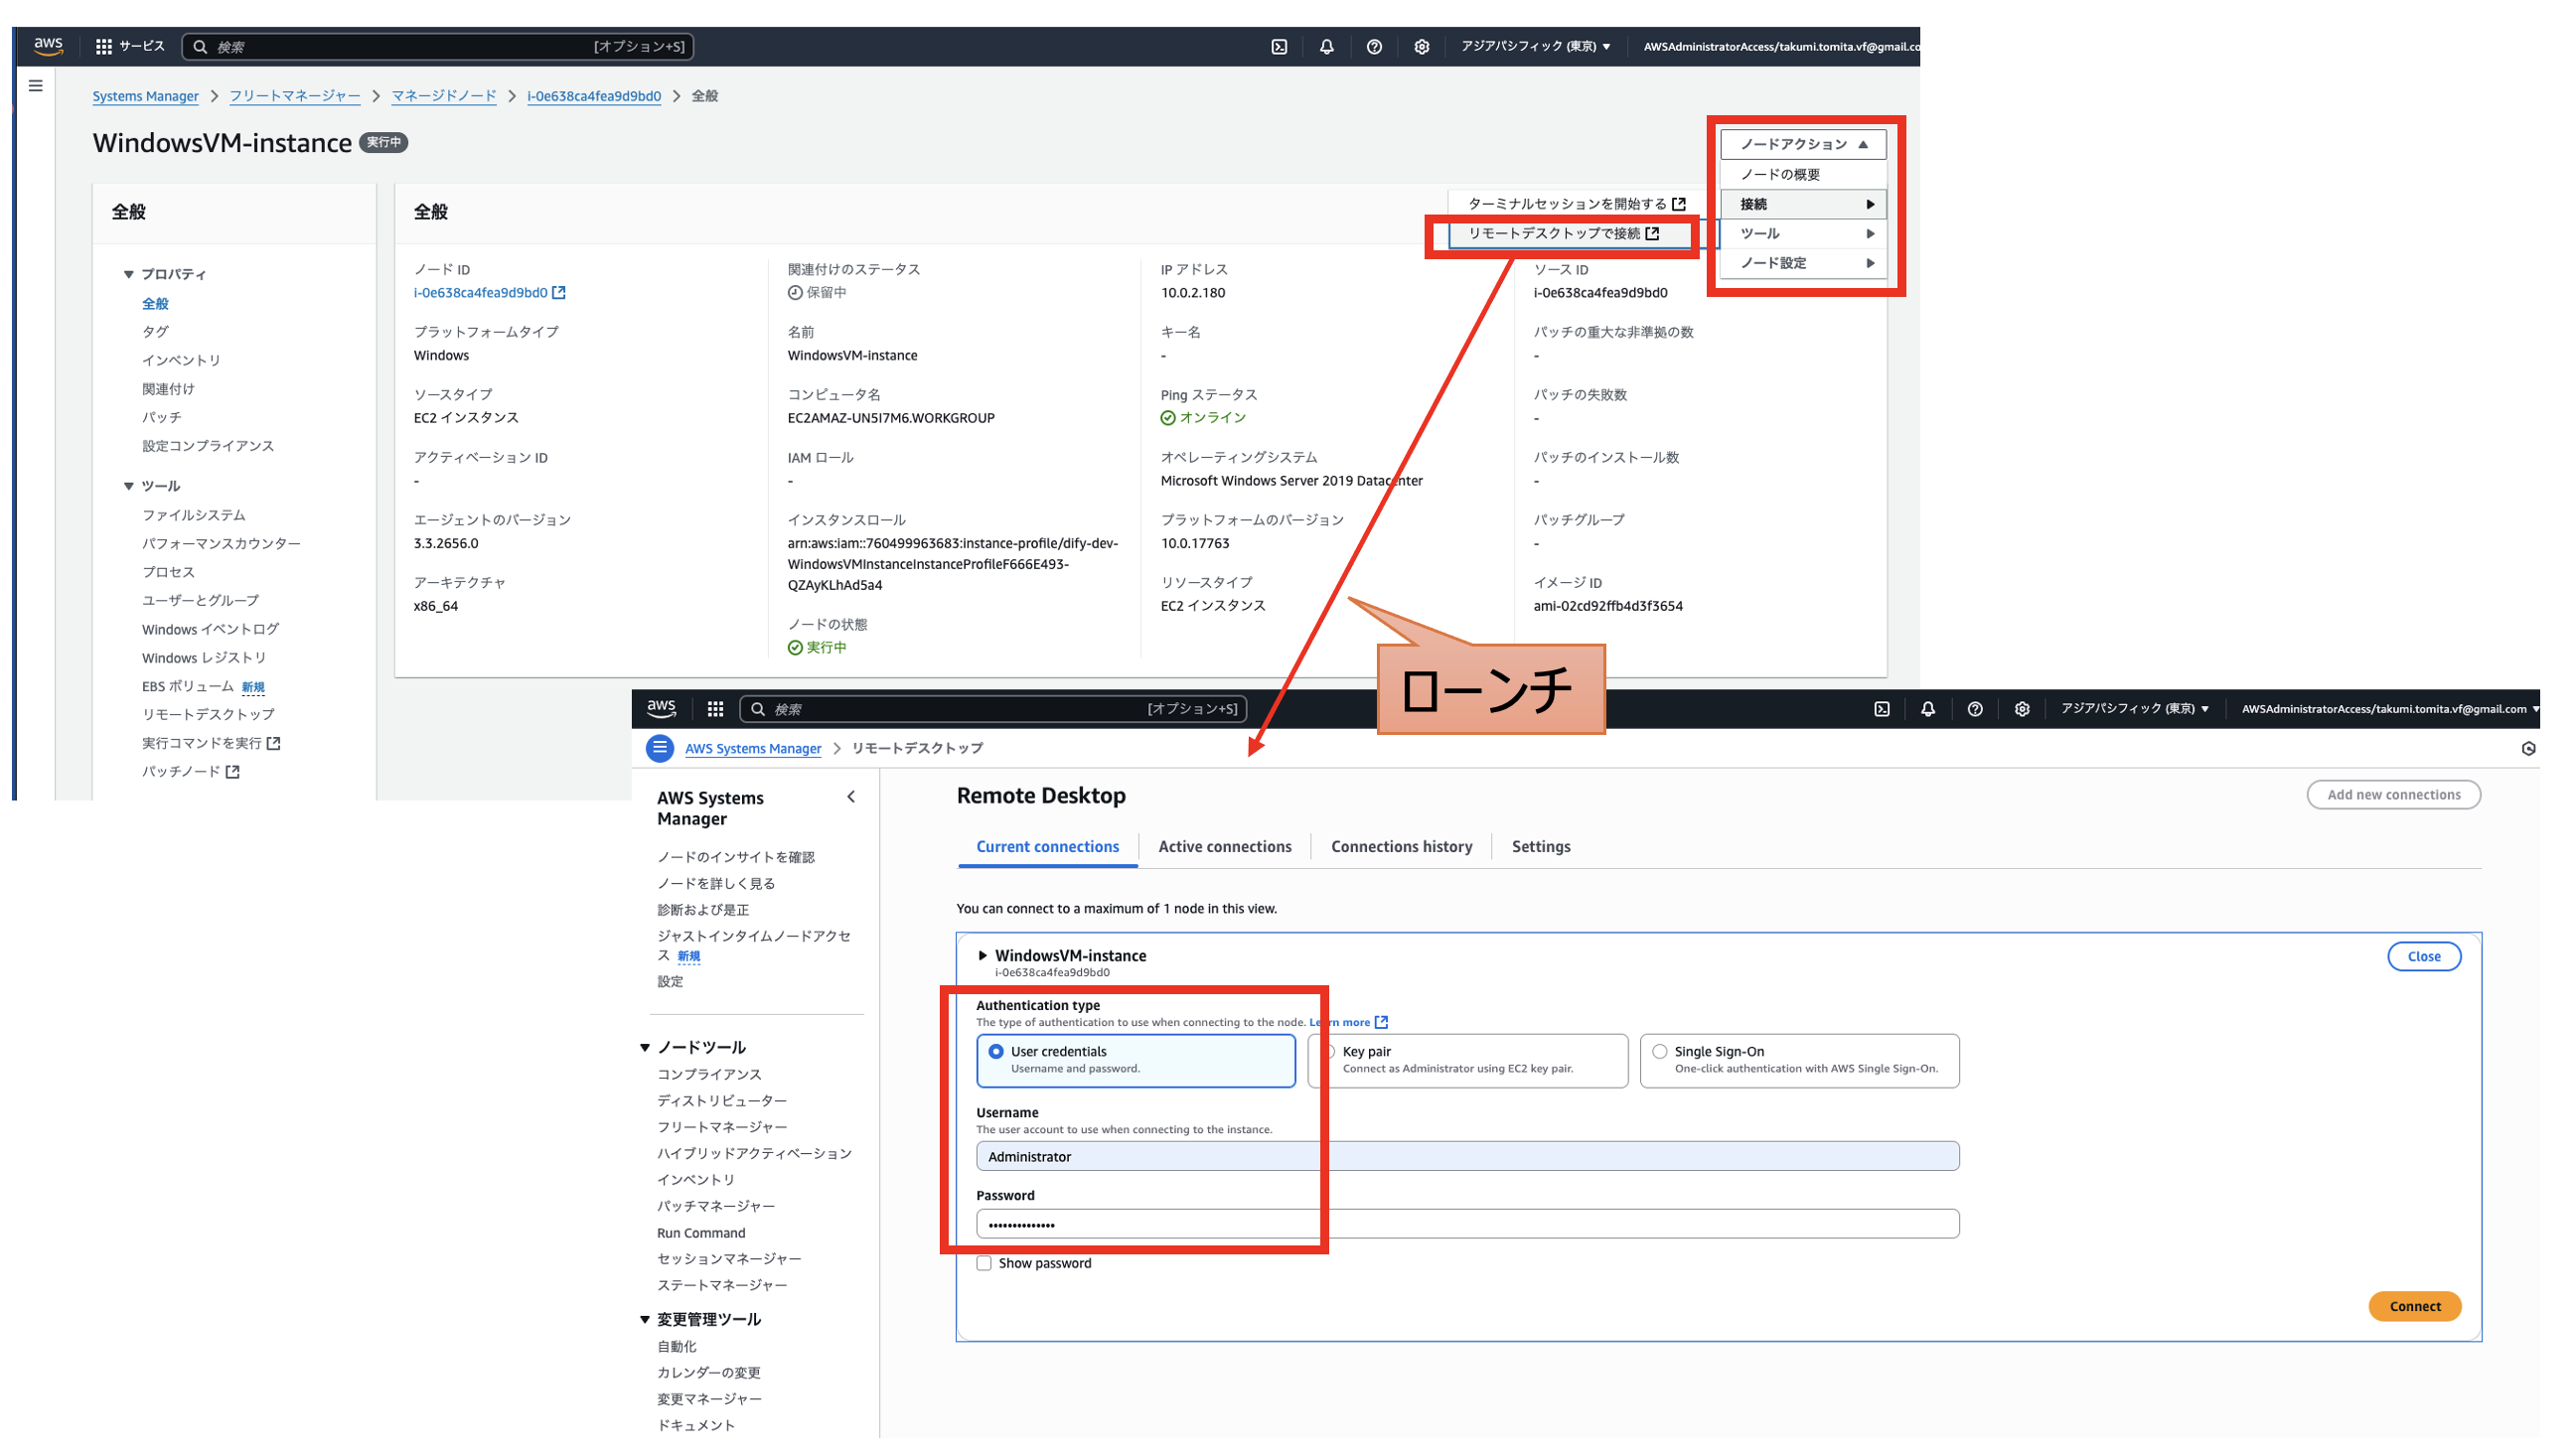 aws
サービス
検索
[オプション+S]
アジアパシフィック (東京) ▼
AWSAdministratorAccess/takumi.tomita.vf@gmail.co
Systems Manager > フリートマネージャー > マネージドノード > i-0e638ca4fea9d9bd0 > 全般
WindowsVM-instance
実行中
ノードアクション ▲
ノードの概要
接続
ツール
ノード設定
ターミナルセッションを開始する
リモートデスクトップで接続
全般
▼ プロパティ
全般
タグ
インベントリ
関連付け
パッチ
設定コンプライアンス
▼ ツール
ファイルシステム
パフォーマンスカウンター
プロセス
ユーザーとグループ
Windows イベントログ
Windows レジストリ
EBS ボリューム 新規
リモートデスクトップ
実行コマンドを実行
パッチノード
全般
ノード ID
i-0e638ca4fea9d9bd0
プラットフォームタイプ
Windows
ソースタイプ
EC2 インスタンス
アクティベーション ID
-
エージェントのバージョン
3.3.2656.0
アーキテクチャ
x86_64
関連付けのステータス
保留中
名前
WindowsVM-instance
コンピュータ名
EC2AMAZ-UN5I7M6.WORKGROUP
IAM ロール
-
インスタンスロール
arn:aws:iam::760499963683:instance-profile/dify-dev-
WindowsVMInstanceInstanceProfileF666E493-
QZAyKLhAd5a4
ノードの状態
実行中
IP アドレス
10.0.2.180
キー名
-
Ping ステータス
オンライン
オペレーティングシステム
Microsoft Windows Server 2019 Datacenter
プラットフォームのバージョン
10.0.17763
リソースタイプ
EC2 インスタンス
ソース ID
i-0e638ca4fea9d9bd0
パッチの重大な非準拠の数
-
パッチの失敗数
-
パッチのインストール数
-
パッチグループ
-
イメージ ID
ami-02cd92ffb4d3f3654
ローンチ
aws
検索
[オプション+S]
アジアパシフィック (東京) ▼
AWSAdministratorAccess/takumi.tomita.vf@gmail.com ▼
AWS Systems Manager > リモートデスクトップ
AWS Systems
Manager
ノードのインサイトを確認
ノードを詳しく見る
診断および是正
ジャストインタイムノードアクセ
ス 新規
設定
▼ ノードツール
コンプライアンス
ディストリビューター
フリートマネージャー
ハイブリッドアクティベーション
インベントリ
パッチマネージャー
Run Command
セッションマネージャー
ステートマネージャー
▼ 変更管理ツール
自動化
カレンダーの変更
変更マネージャー
ドキュメント
Remote Desktop
Add new connections
Current connections
Active connections
Connections history
Settings
You can connect to a maximum of 1 node in this view.
WindowsVM-instance
i-0e638ca4fea9d9bd0
Close
Authentication type
The type of authentication to use when connecting to the node. Learn more
User credentials
Username and password.
Key pair
Connect as Administrator using EC2 key pair.
Single Sign-On
One-click authentication with AWS Single Sign-On.
Username
The user account to use when connecting to the instance.
Administrator
Password
••••••••••••••
Show password
Connect